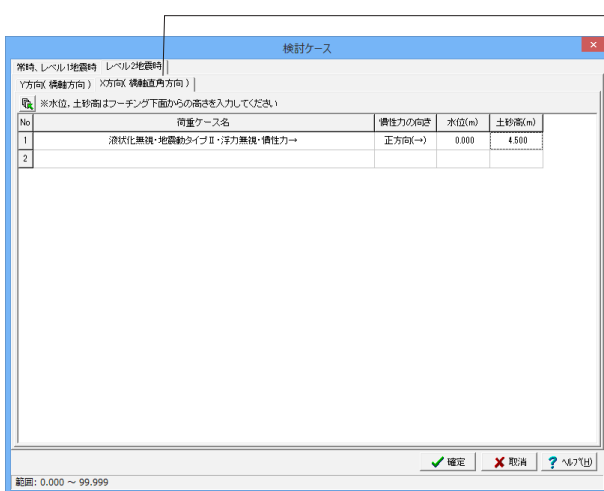 検討ケース
常時、レベル1地震時 レベル2地震時
Y方向( 橋軸方向 ) X方向( 橋軸直角方向 )
※水位、土砂高はフーチング下面からの高さを入力してください
No 荷重ケース名 慣性力の向き 水位(m) 土砂高(m)
1 液状化無視・地震動タイプⅡ・浮力無視・慣性力→ 正方向(→) 0.000 4.500
2
確定 取消 ヘルプ(H)
範囲: 0.000 ～ 99.999